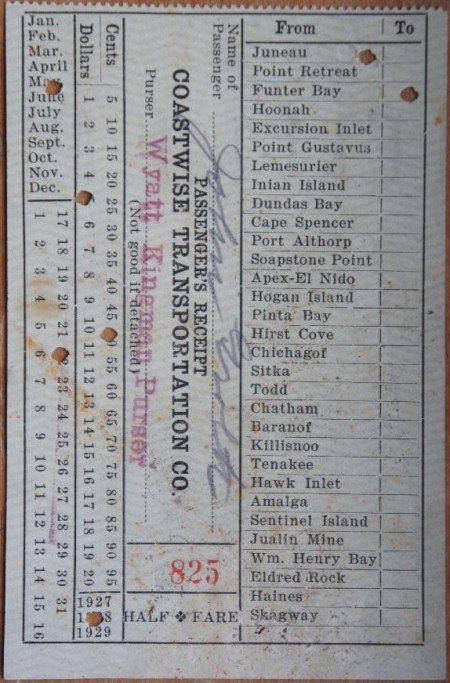 Jan.
Feb.
Mar.
April
May
June
July
Aug.
Sept.
Oct.
Nov.
Dec.
17 18 19 20 21 23 24 25 26 27 28 29 30 31
1 2 3 4 5 6 7 8 9 10 11 12 13 14 15 16
Cents 5 10 15 20 25 30 35 40 45 55 60 65 70 75 80 85 90 95
Dollars 1 2 3 4 6 7 8 9 10 11 12 13 14 15 16 17 18 19 20
1927
1929
Name of
Passenger
PASSENGER'S RECEIPT
COASTWISE TRANSPORTATION CO.
Purser Wyatt Kingman Purser
(Not good if detached)
825
HALF FARE
From To
Juneau
Point Retreat
Funter Bay
Hoonah
Excursion Inlet
Point Gustavus
Lemesurier
Inian Island
Dundas Bay
Cape Spencer
Port Althorp
Soapstone Point
Apex-El Nido
Hogan Island
Pinta Bay
Hirst Cove
Chichagof
Sitka
Todd
Chatham
Baranof
Killisnoo
Tenakee
Hawk Inlet
Amalga
Sentinel Island
Jualin Mine
Wm. Henry Bay
Eldred Rock
Haines
Skagway